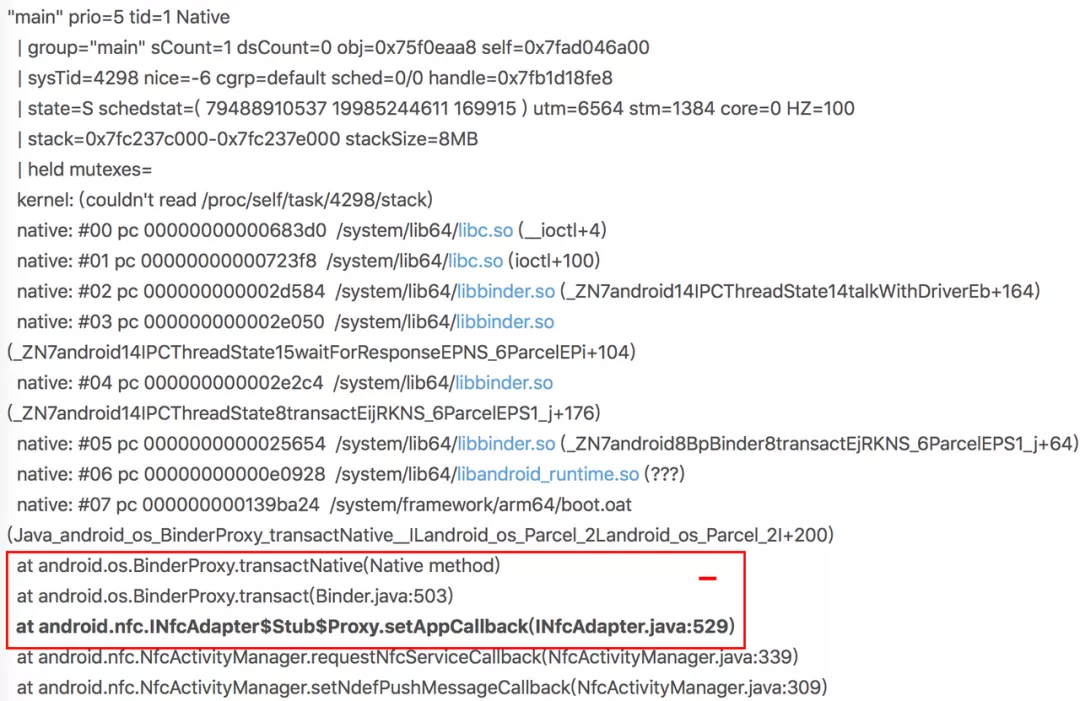 "main" prio=5 tid=1 Native
| group="main" sCount=1 dsCount=0 obj=0x75f0eaa8 self=0x7fad046a00
| sysTid=4298 nice=-6 cgrp=default sched=0/0 handle=0x7fb1d18fe8
| state=S schedstat=( 79488910537 19985244611 169915 ) utm=6564 stm=1384 core=0 HZ=100
| stack=0x7fc237c000-0x7fc237e000 stackSize=8MB
| held mutexes=
kernel: (couldn't read /proc/self/task/4298/stack)
native: #00 pc 00000000000683d0 /system/lib64/libc.so (__ioctl+4)
native: #01 pc 00000000000723f8 /system/lib64/libc.so (ioctl+100)
native: #02 pc 000000000002d584 /system/lib64/libbinder.so (_ZN7android14IPCThreadState14talkWithDriverEb+164)
native: #03 pc 000000000002e050 /system/lib64/libbinder.so
(_ZN7android14IPCThreadState15waitForResponseEPNS_6ParcelEPi+104)
native: #04 pc 000000000002e2c4 /system/lib64/libbinder.so
(_ZN7android14IPCThreadState8transactEijRKNS_6ParcelEPS1_j+176)
native: #05 pc 0000000000025654 /system/lib64/libbinder.so (_ZN7android8BpBinder8transactEjRKNS_6ParcelEPS1_j+64)
native: #06 pc 00000000000e0928 /system/lib64/libandroid_runtime.so (???)
native: #07 pc 000000000139ba24 /system/framework/arm64/boot.oat
(Java_android_os_BinderProxy_transactNative__ILandroid_os_Parcel_2Landroid_os_Parcel_2I+200)
at android.os.BinderProxy.transactNative(Native method)
at android.os.BinderProxy.transact(Binder.java:503)
at android.nfc.INfcAdapter$Stub$Proxy.setAppCallback(INfcAdapter.java:529)
at android.nfc.NfcActivityManager.requestNfcServiceCallback(NfcActivityManager.java:339)
at android.nfc.NfcActivityManager.setNdefPushMessageCallback(NfcActivityManager.java:309)